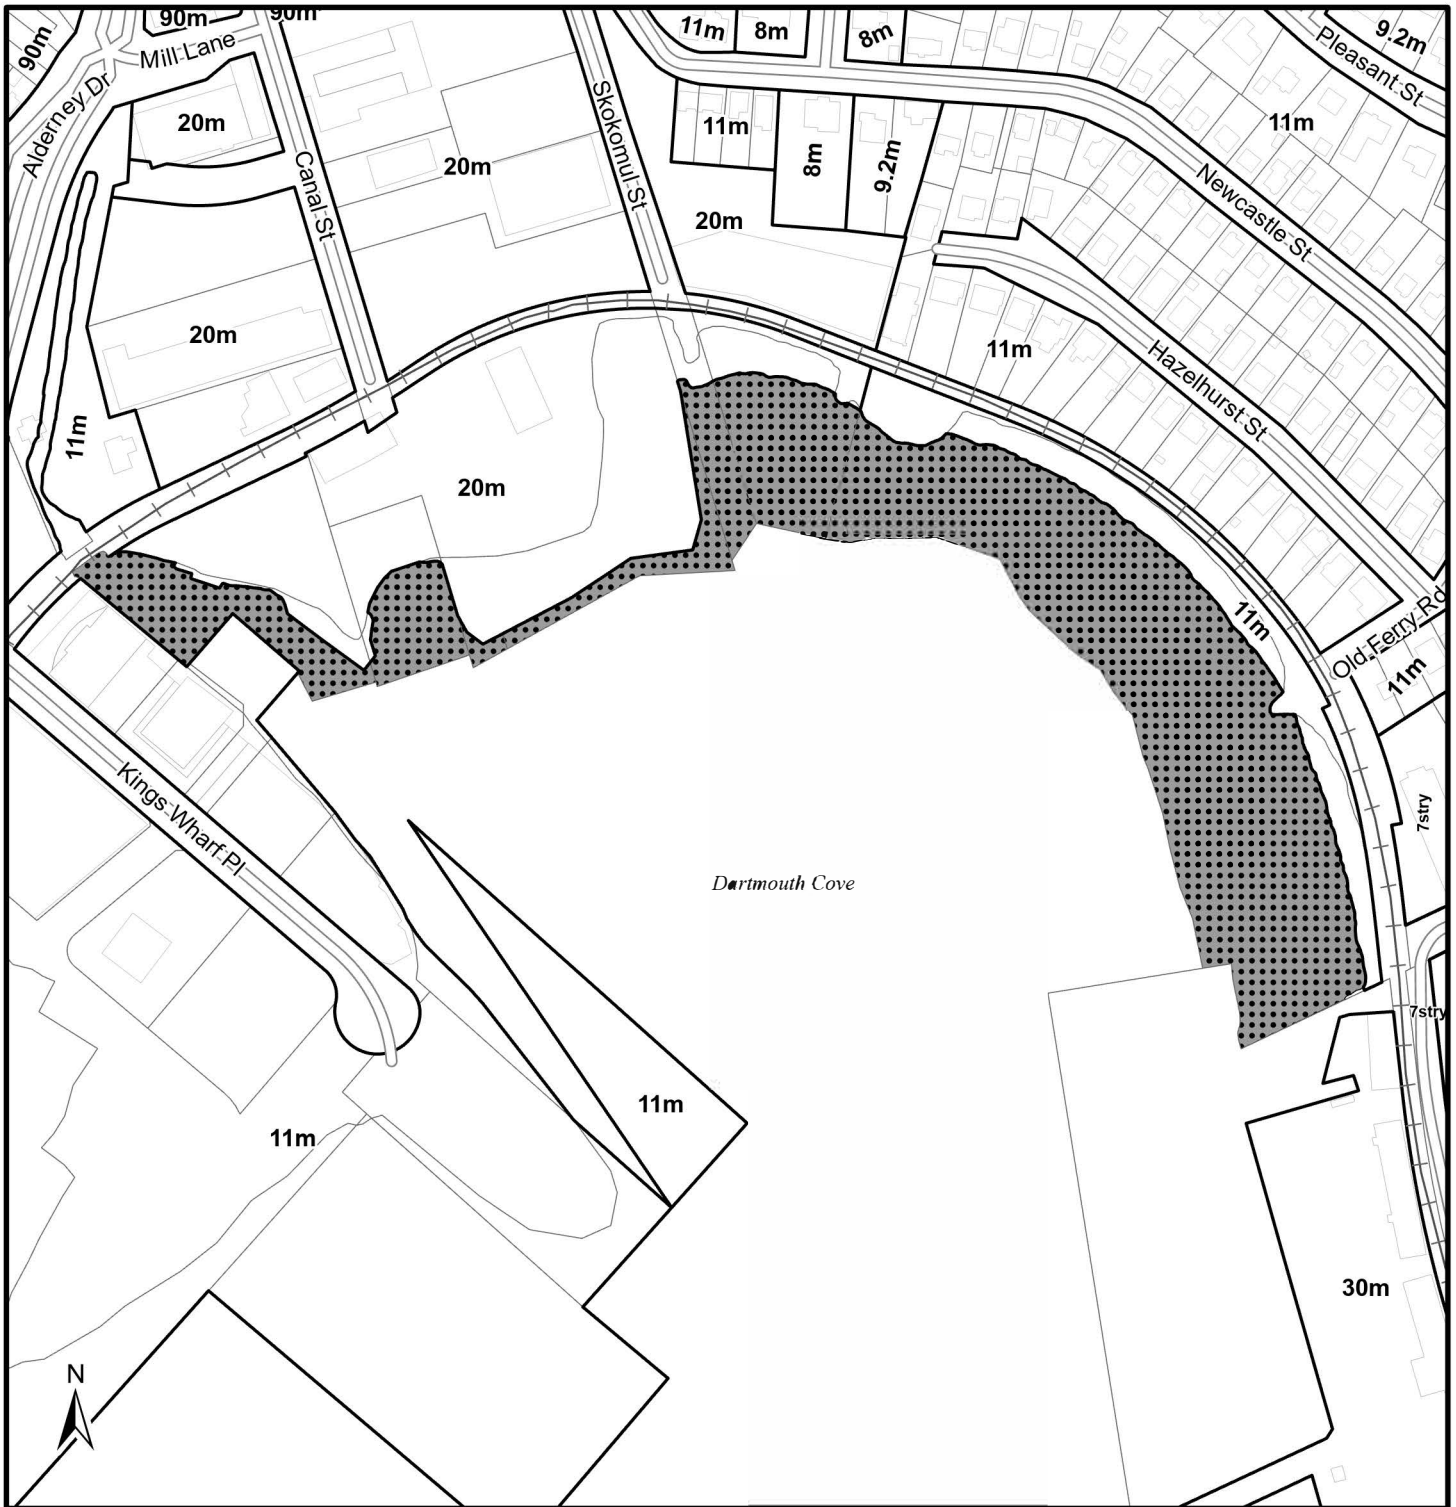 90m
90m
90m
Mill Lane
Alderney Dr
20m
Canal St
20m
Skokomul St
11m
8m
8m
11m
8m
9.2m
20m
Pleasant St
9.2m
11m
Newcastle St
Hazelhurst St
11m
20m
11m
20m
11m
Old Ferry Rd
11m
7stry
Kings Wharf Pl
Dartmouth Cove
7stry
11m
11m
30m
N